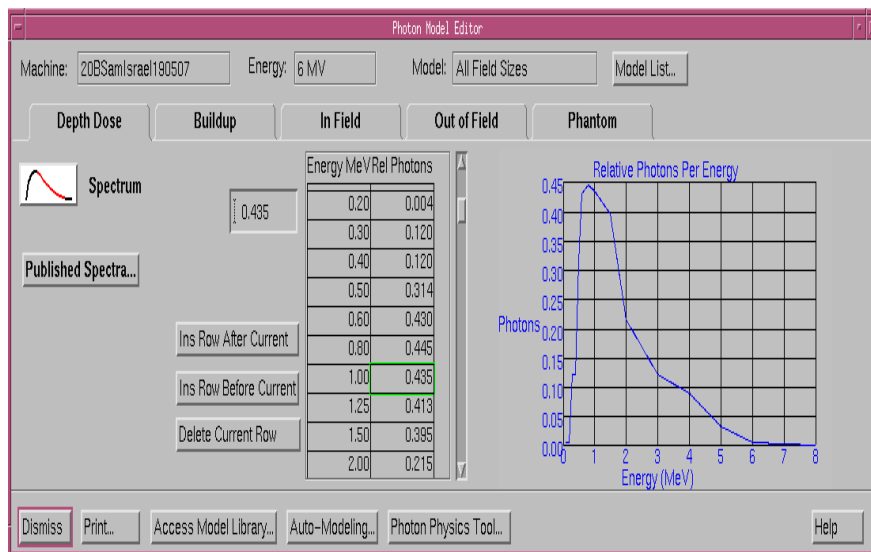 Photon Model Editor
Machine: 20BSamIsrael190507 Energy: 6 MV Model: All Field Sizes Model List...
Depth Dose Buildup In Field Out of Field Phantom
Spectrum
0.435
Published Spectra...
Ins Row After Current
Ins Row Before Current
Delete Current Row
Energy MeV Rel Photons
0.20 0.004
0.30 0.120
0.40 0.120
0.50 0.314
0.60 0.430
0.80 0.445
1.00 0.435
1.25 0.413
1.50 0.395
2.00 0.215
Relative Photons Per Energy
0.45
0.40
0.35
0.30
0.25
Photons 0.20
0.15
0.10
0.05
0.00
0 1 2 3 4 5 6 7 8
Energy (MeV)
Dismiss Print... Access Model Library... Auto-Modeling... Photon Physics Tool... Help